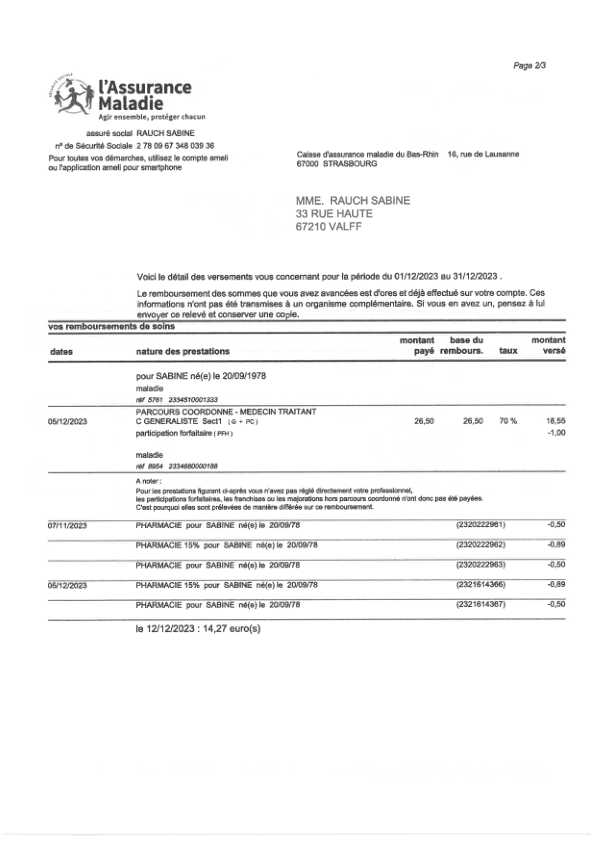 Page 2/3
SÉCURITÉ SOCIALE
l'Assurance
Maladie
Agir ensemble, protéger chacun
assuré social RAUCH SABINE
n° de Sécurité Sociale 2 78 09 67 348 039 36
Pour toutes vos démarches, utilisez le compte ameli
ou l'application ameli pour smartphone
Caisse d'assurance maladie du Bas-Rhin 16, rue de Lausanne
67000 STRASBOURG
MME. RAUCH SABINE
33 RUE HAUTE
67210 VALFF
Voici le détail des versements vous concernant pour la période du 01/12/2023 au 31/12/2023 .
Le remboursement des sommes que vous avez avancées est d'ores et déjà effectué sur votre compte. Ces
informations n'ont pas été transmises à un organisme complémentaire. Si vous en avez un, pensez à lui
envoyer ce relevé et conserver une copie.
vos remboursements de soins
dates nature des prestations montant payé base du rembours. taux montant versé
pour SABINE né(e) le 20/09/1978
maladie
réf 5761 2334510001333
PARCOURS COORDONNE - MEDECIN TRAITANT
05/12/2023 C GENERALISTE Sect1 ( G + PC ) 26,50 26,50 70 % 18,55
participation forfaitaire ( PFH ) -1,00
maladie
réf 8954 2334680000188
A noter :
Pour les prestations figurant ci-après vous n'avez pas réglé directement votre professionnel,
les participations forfaitaires, les franchises ou les majorations hors parcours coordonné n'ont donc pas été payées.
C'est pourquoi elles sont prélevées de manière différée sur ce remboursement.
07/11/2023 PHARMACIE pour SABINE né(e) le 20/09/78 (2320222961) -0,50
PHARMACIE 15% pour SABINE né(e) le 20/09/78 (2320222962) -0,89
PHARMACIE pour SABINE né(e) le 20/09/78 (2320222963) -0,50
05/12/2023 PHARMACIE 15% pour SABINE né(e) le 20/09/78 (2321614366) -0,89
PHARMACIE pour SABINE né(e) le 20/09/78 (2321614367) -0,50
le 12/12/2023 : 14,27 euro(s)